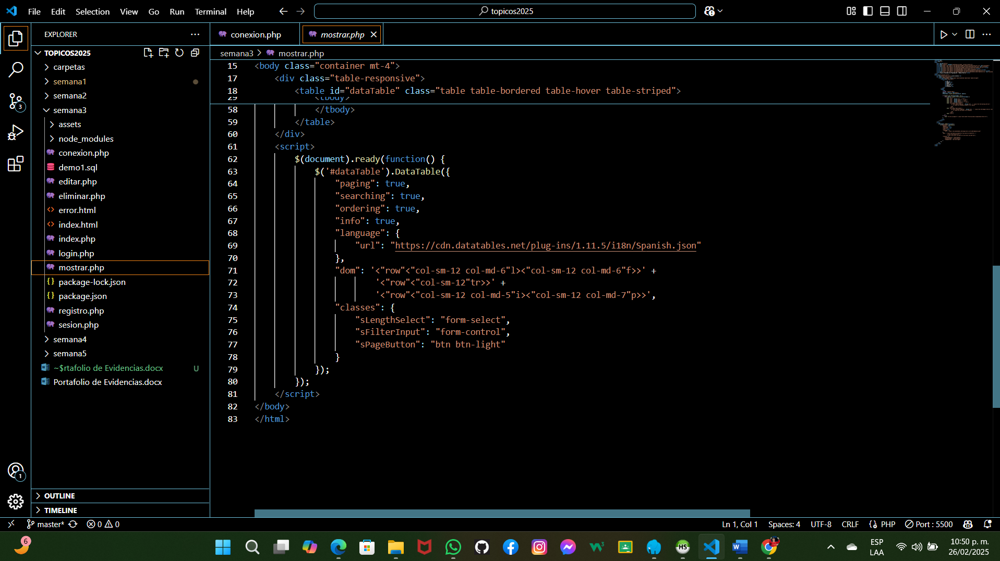 File Edit Selection View Go Run Terminal Help
topicos2025
EXPLORER
TOPICOS2025
carpetas
semana1
semana2
semana3
assets
node_modules
conexion.php
demo1.sql
editar.php
eliminar.php
error.html
index.html
index.php
login.php
mostrar.php
package-lock.json
package.json
registro.php
sesion.php
semana4
semana5
~$rtafolio de Evidencias.docx U
Portafolio de Evidencias.docx
OUTLINE
TIMELINE
3
1
conexion.php
mostrar.php
semana3 > mostrar.php
15 <body class="container mt-4">
17 <div class="table-responsive">
18 <table id="dataTable" class="table table-bordered table-hover table-striped">
29 <tbody>
58 </tbody>
59 </table>
60 </div>
61 <script>
62 $(document).ready(function() {
63 $('#dataTable').DataTable({
64 "paging": true,
65 "searching": true,
66 "ordering": true,
67 "info": true,
68 "language": {
69 "url": "https://cdn.datatables.net/plug-ins/1.11.5/i18n/Spanish.json"
70 },
71 "dom": '<"row"<"col-sm-12 col-md-6"l><"col-sm-12 col-md-6"f>>' +
72 '<"row"<"col-sm-12"tr>>' +
73 '<"row"<"col-sm-12 col-md-5"i><"col-sm-12 col-md-7"p>>',
74 "classes": {
75 "sLengthSelect": "form-select",
76 "sFilterInput": "form-control",
77 "sPageButton": "btn btn-light"
78 }
79 });
80 });
81 </script>
82 </body>
83 </html>
master* 0 0
Ln 1, Col 1 Spaces: 4 UTF-8 CRLF PHP Port : 5500
6
W3
HS
ESP
LAA
10:50 p. m.
26/02/2025